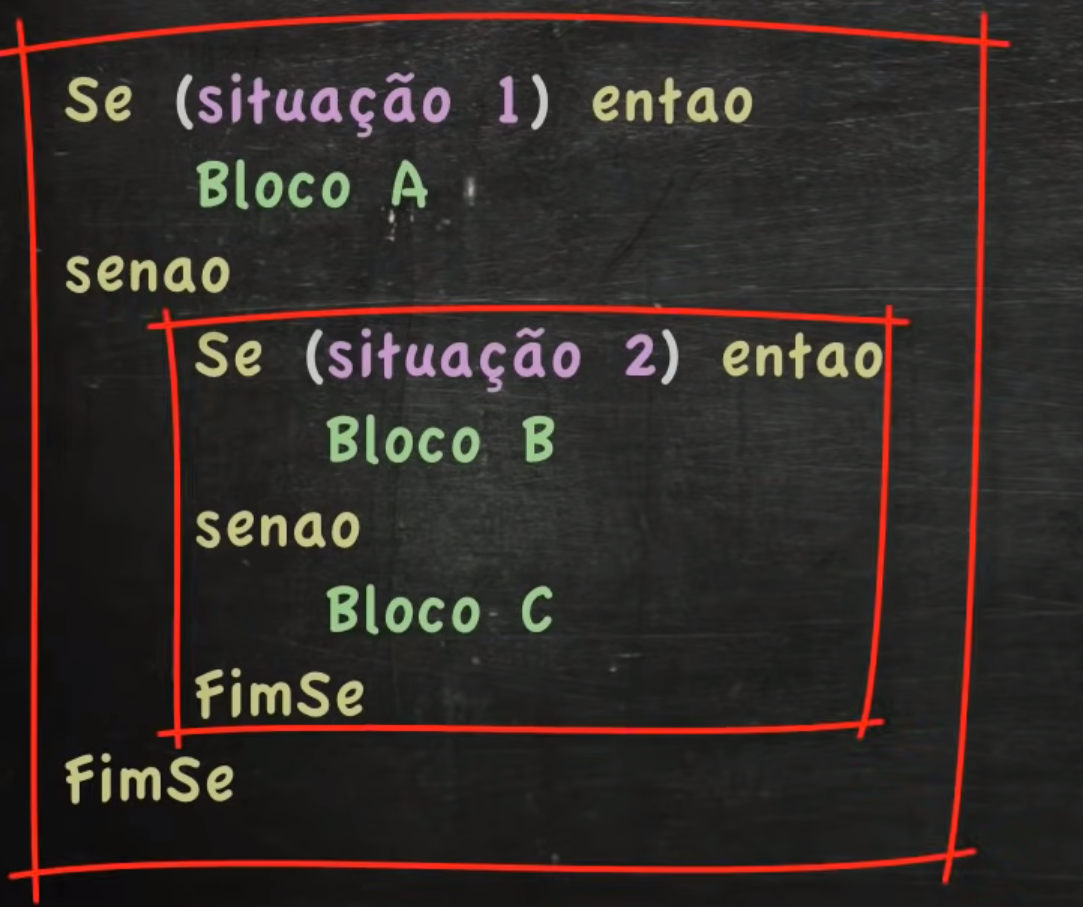 Se (situação 1) entao
Bloco A
senao
Se (situação 2) entao
Bloco B
senao
Bloco C
FimSe
FimSe